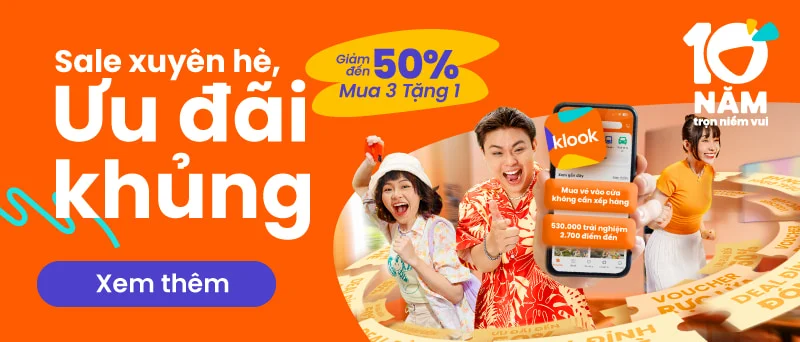 Sale xuyên hè,
Ưu đãi
khủng
Xem thêm
Giảm
đến 50%
Mua 3 Tặng 1
klook
Mua vé vào cửa
không cần xếp hàng
530.000 trải nghiệm
2.700 điểm đến
10
NĂM
trọn niềm vui
VOUCHER
DEAL